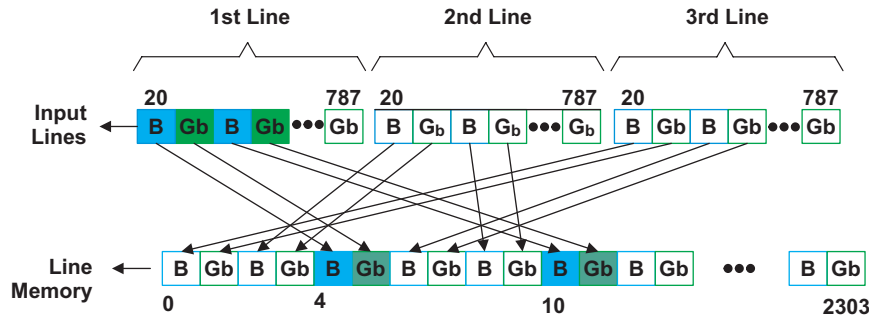 1st Line 2nd Line 3rd Line
20 787 20 787 20 787
Input Lines B Gb B Gb ●●● Gb B Gb B Gb ●●● Gb B Gb B Gb ●●● Gb
Line Memory B Gb B Gb B Gb B Gb B Gb B Gb B Gb ●●● B Gb
0 4 10 2303